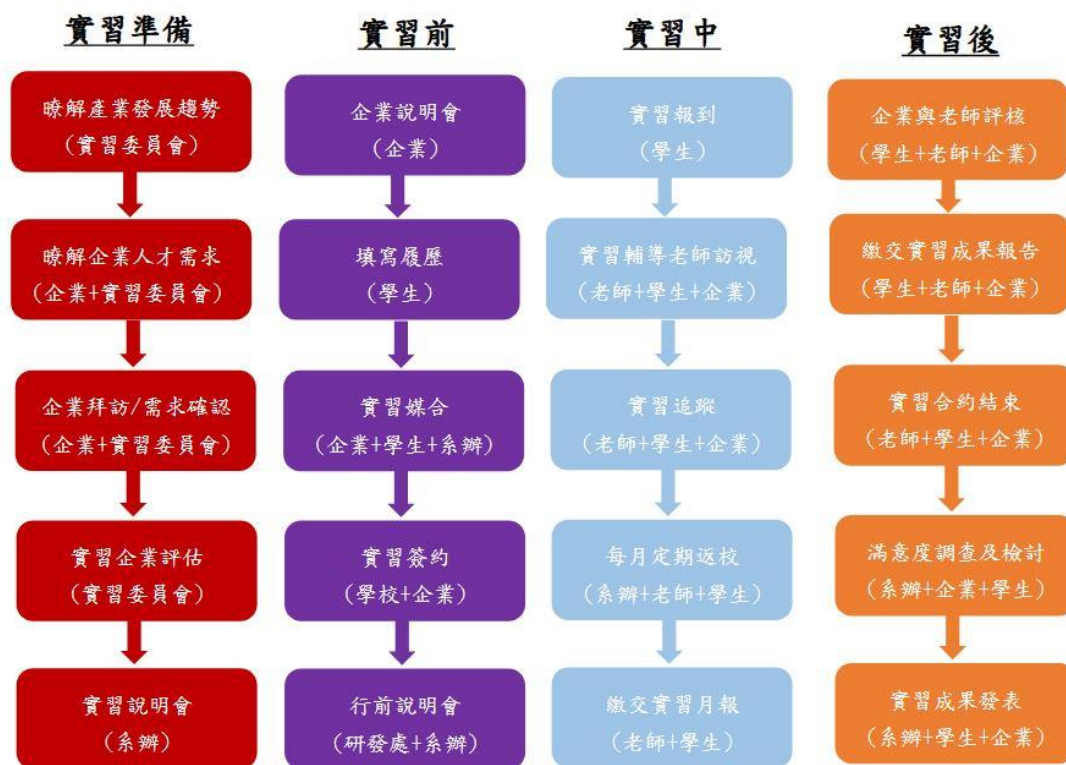 實習準備
瞭解產業發展趨勢
(實習委員會)
瞭解企業人才需求
(企業+實習委員會)
企業拜訪/需求確認
(企業+實習委員會)
實習企業評估
(實習委員會)
實習說明會
(系辦)
實習前
企業說明會
(企業)
填寫履歷
(學生)
實習媒合
(企業+學生+系辦)
實習簽約
(學校+企業)
行前說明會
(研發處+系辦)
實習中
實習報到
(學生)
實習輔導老師訪視
(老師+學生+企業)
實習追蹤
(老師+學生+企業)
每月定期返校
(系辦+老師+學生)
繳交實習月報
(老師+學生)
實習後
企業與老師評核
(學生+老師+企業)
繳交實習成果報告
(學生+老師+企業)
實習合約結束
(老師+學生+企業)
滿意度調查及檢討
(系辦+企業+學生)
實習成果發表
(系辦+學生+企業)